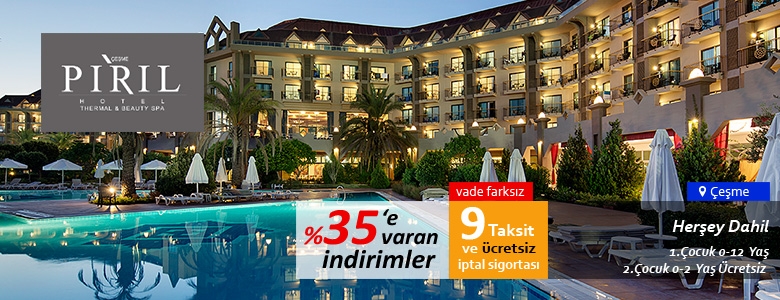 ÇEŞME
PIRIL
HOTEL
THERMAL & BEAUTY SPA
%35'e
varan
indirimler
vade farksız
9 Taksit
ve ücretsiz
iptal sigortası
Çeşme
Herşey Dahil
1.Çocuk 0-12 Yaş
2.Çocuk 0-2 Yaş Ücretsiz